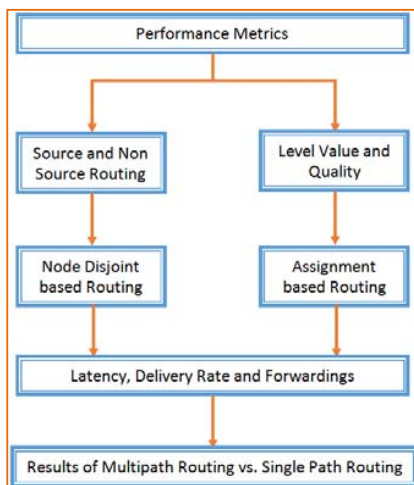 Performance Metrics
Source and Non
Source Routing
Level Value and
Quality
Node Disjoint
based Routing
Assignment
based Routing
Latency, Delivery Rate and Forwardings
Results of Multipath Routing vs. Single Path Routing